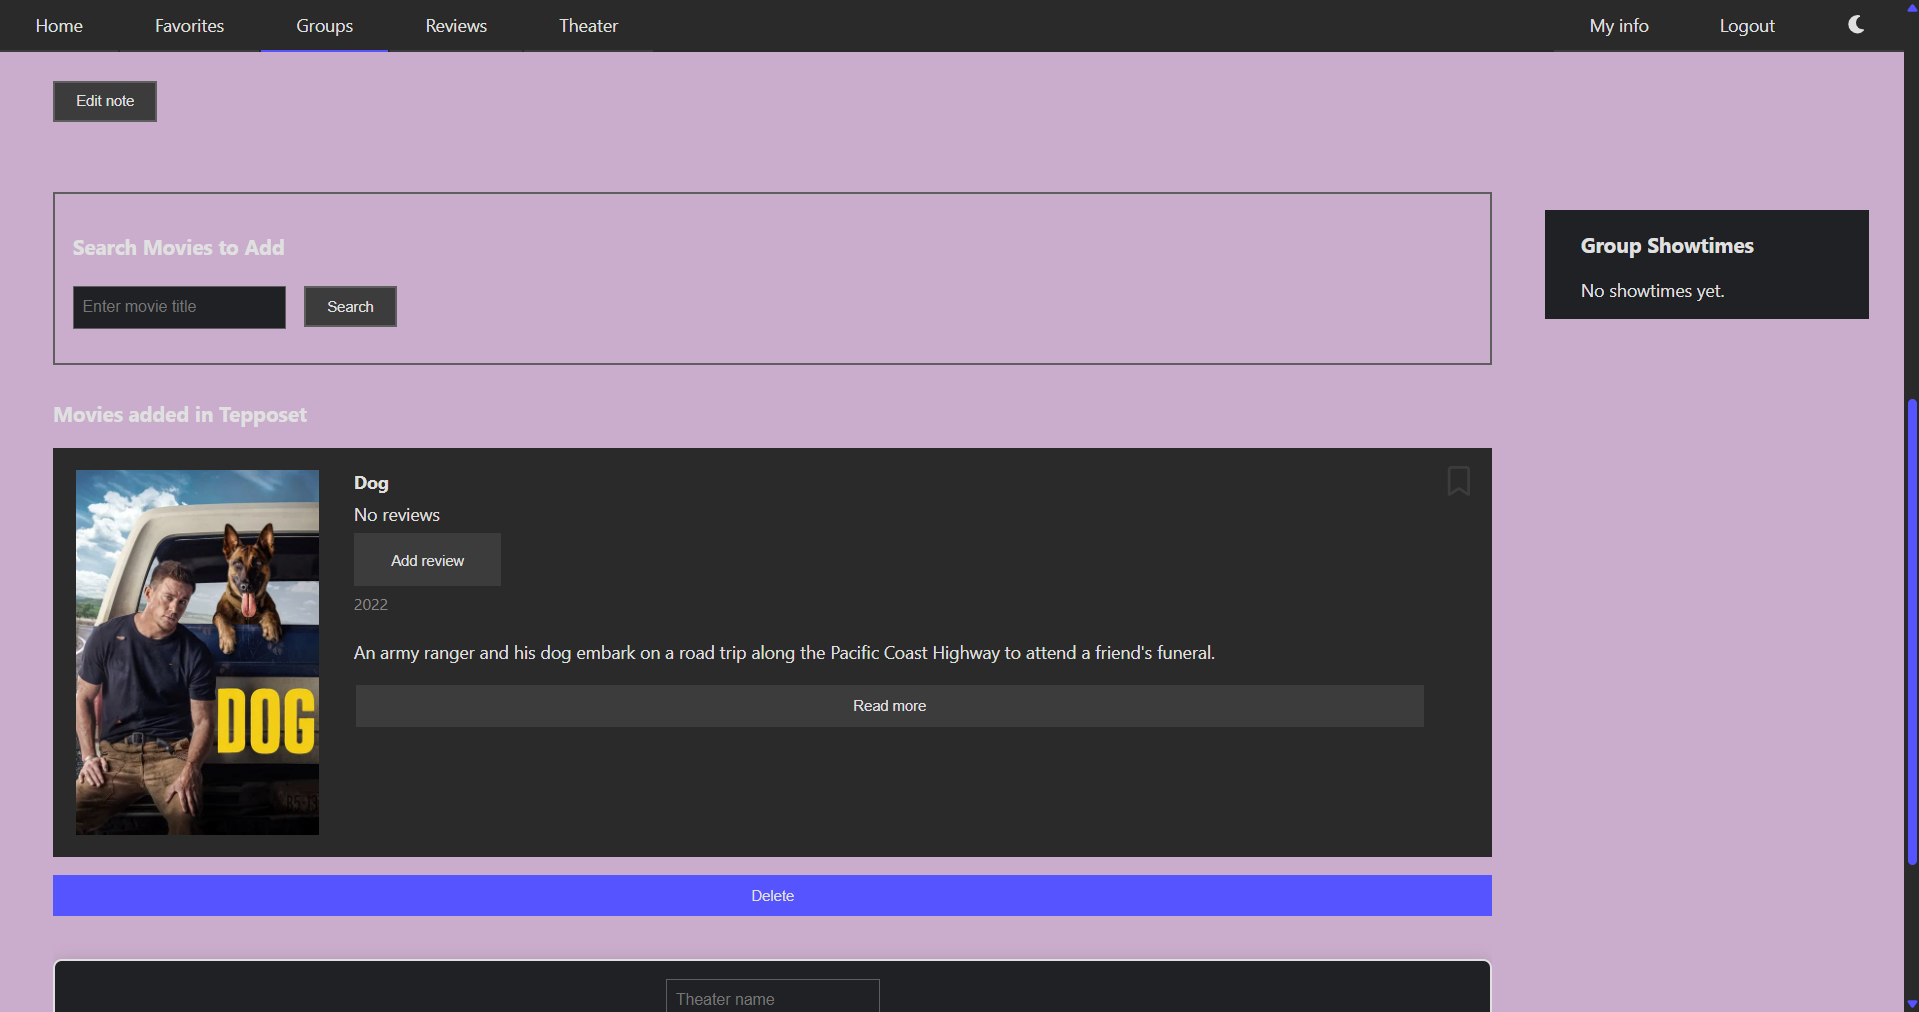 Home
Favorites
Groups
Reviews
Theater
My info
Logout
Edit note
Search Movies to Add
Enter movie title
Search
Group Showtimes
No showtimes yet.
Movies added in Tepposet
Dog
No reviews
Add review
2022
An army ranger and his dog embark on a road trip along the Pacific Coast Highway to attend a friend's funeral.
Read more
DOG
Delete
Theater name